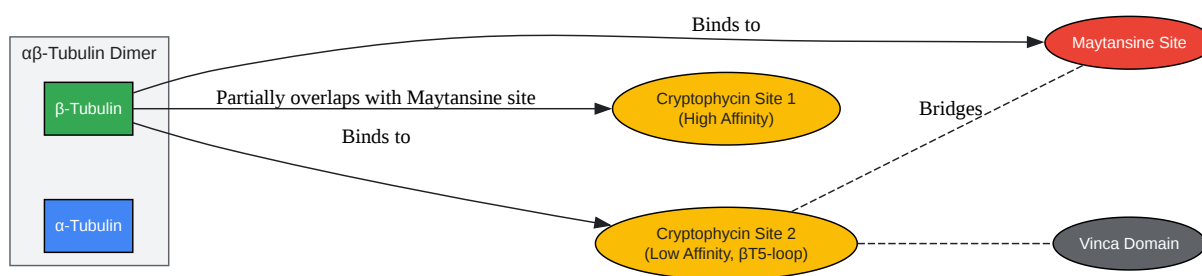 αβ-Tubulin Dimer
β-Tubulin
α-Tubulin
Binds to
Partially overlaps with Maytansine site
Binds to
Maytansine Site
Cryptophycin Site 1
(High Affinity)
Bridges
Cryptophycin Site 2
(Low Affinity, βT5-loop)
Vinca Domain